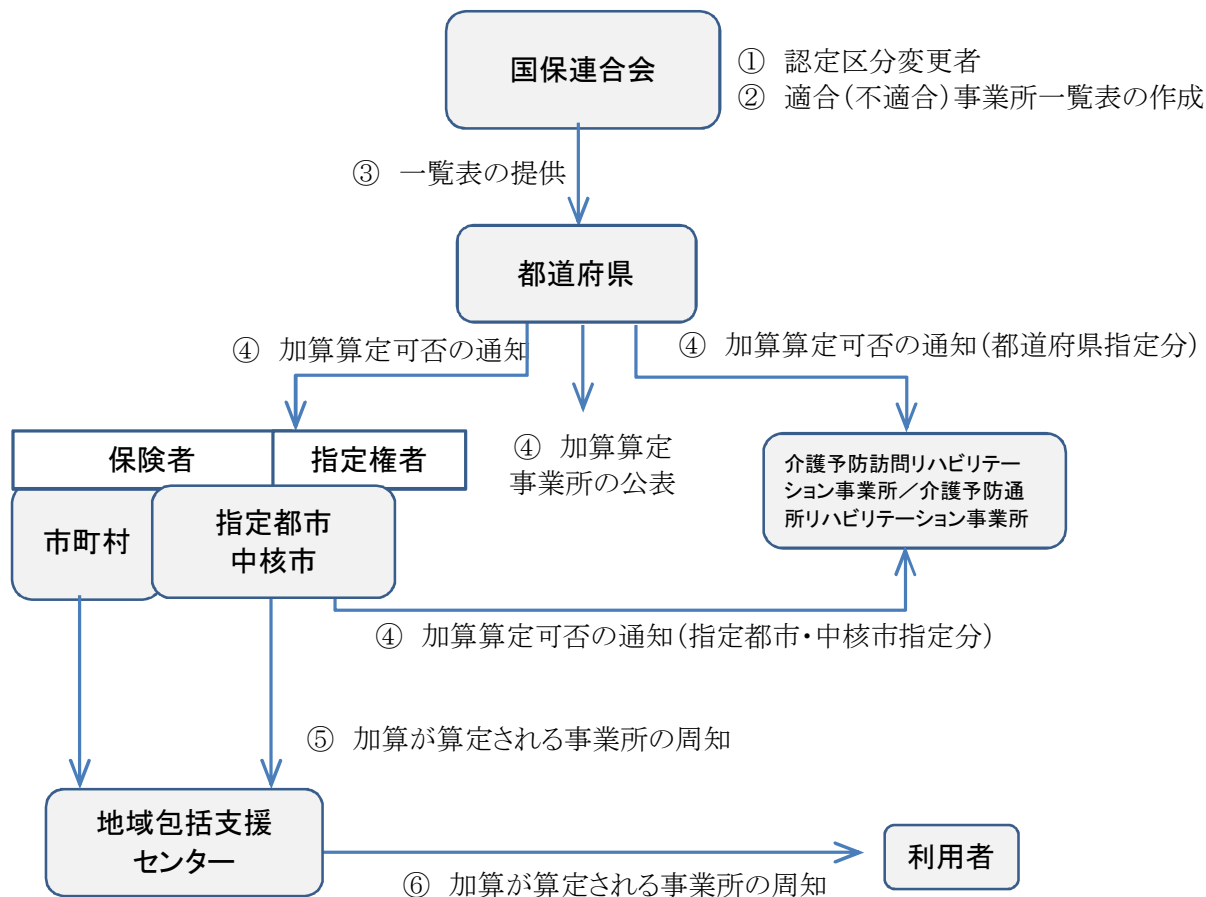 国保連合会
① 認定区分変更者
② 適合(不適合)事業所一覧表の作成
③ 一覧表の提供
都道府県
④ 加算算定可否の通知
④ 加算算定可否の通知(都道府県指定分)
保険者
指定権者
④ 加算算定
事業所の公表
介護予防訪問リハビリテー
ション事業所/介護予防通
所リハビリテーション事業所
市町村
指定都市
中核市
④ 加算算定可否の通知(指定都市・中核市指定分)
⑤ 加算が算定される事業所の周知
地域包括支援
センター
利用者
⑥ 加算が算定される事業所の周知